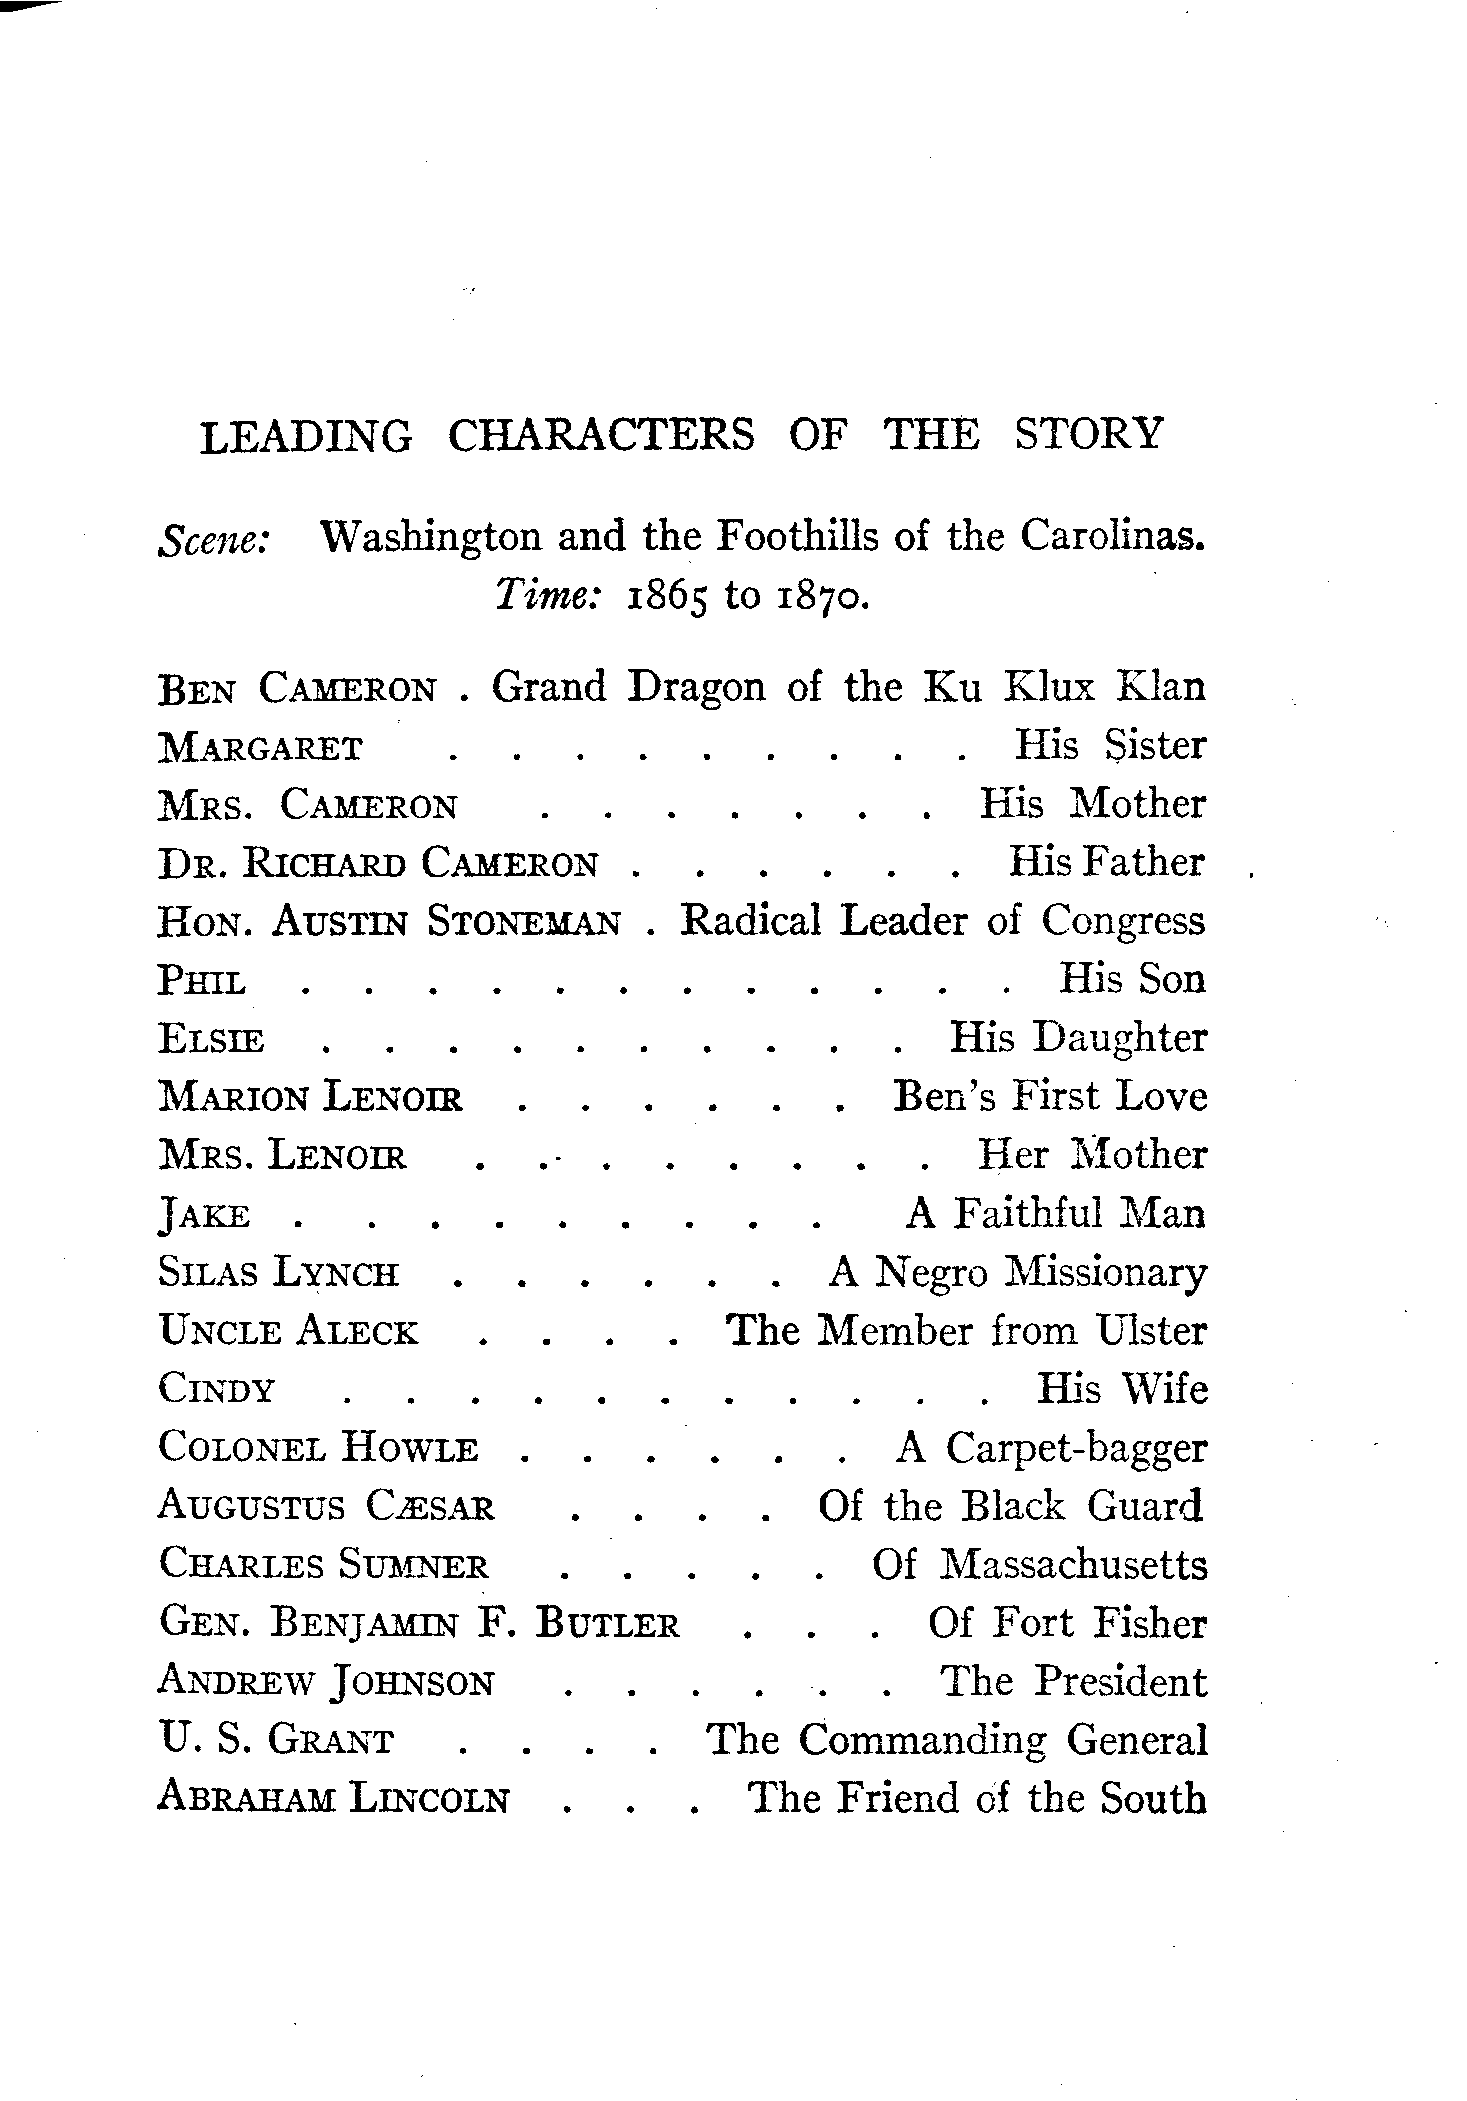 LEADING CHARACTERS OF THE STORY
Scene: Washington and the Foothills of the Carolinas.
Time: 1865 to 1870.
BEN CAMERON . Grand Dragon of the Ku Klux Klan
MARGARET . . . . . . . . . His Sister
MRS. CAMERON . . . . . . . His Mother
DR. RICHARD CAMERON . . . . . . His Father
HON. AUSTIN STONEMAN . Radical Leader of Congress
PHIL . . . . . . . . . . . . His Son
ELSIE . . . . . . . . . . His Daughter
MARION LENOIR . . . . . . Ben's First Love
MRS. LENOIR . . . . . . . . Her Mother
JAKE . . . . . . . . . A Faithful Man
SILAS LYNCH . . . . . . A Negro Missionary
UNCLE ALECK . . . . The Member from Ulster
CINDY . . . . . . . . . . . His Wife
COLONEL HOWLE . . . . . . A Carpet-bagger
AUGUSTUS CÆSAR . . . . Of the Black Guard
CHARLES SUMNER . . . . . Of Massachusetts
GEN. BENJAMIN F. BUTLER . . . Of Fort Fisher
ANDREW JOHNSON . . . . . . The President
U. S. GRANT . . . . The Commanding General
ABRAHAM LINCOLN . . . The Friend of the South